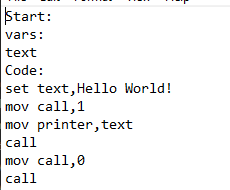 Start:
vars:
text
Code:
set text,Hello World!
mov call,1
mov printer,text
call
mov call,0
call